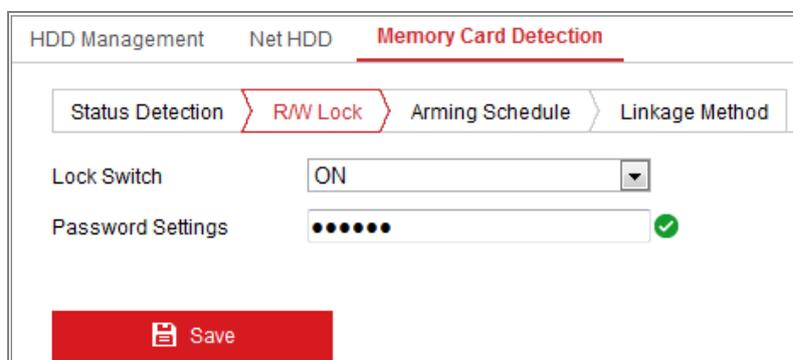 HDD Management Net HDD Memory Card Detection
Status Detection R/W Lock Arming Schedule Linkage Method
Lock Switch ON
Password Settings ●●●●●●
Save